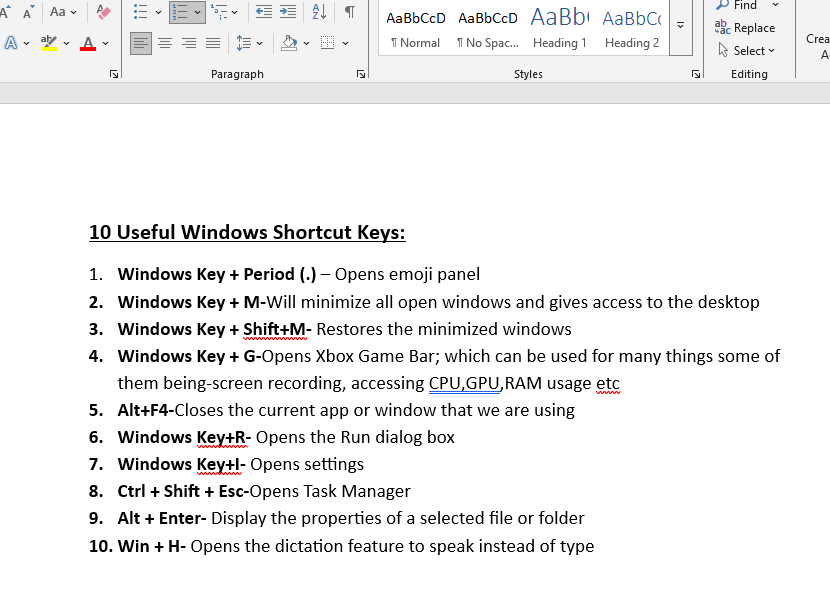 Aa
Find
Replace
Select
Paragraph
Styles
Editing
AaBbCcD AaBbCcD AaBb AaBbC
¶ Normal ¶ No Spac... Heading 1 Heading 2
10 Useful Windows Shortcut Keys:
1. Windows Key + Period (.) – Opens emoji panel
2. Windows Key + M-Will minimize all open windows and gives access to the desktop
3. Windows Key + Shift+M- Restores the minimized windows
4. Windows Key + G-Opens Xbox Game Bar; which can be used for many things some of
them being-screen recording, accessing CPU,GPU,RAM usage etc
5. Alt+F4-Closes the current app or window that we are using
6. Windows Key+R- Opens the Run dialog box
7. Windows Key+I- Opens settings
8. Ctrl + Shift + Esc-Opens Task Manager
9. Alt + Enter- Display the properties of a selected file or folder
10. Win + H- Opens the dictation feature to speak instead of type